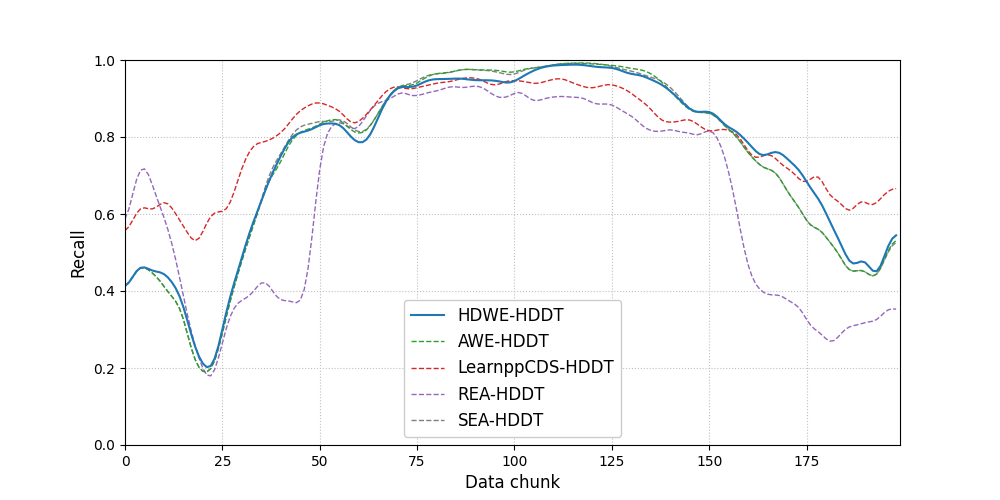 1.0
0.8
0.6
0.4
0.2
0.0
Recall
HDWE-HDDT
AWE-HDDT
LearnppCDS-HDDT
REA-HDDT
SEA-HDDT
0 25 50 75 100 125 150 175
Data chunk